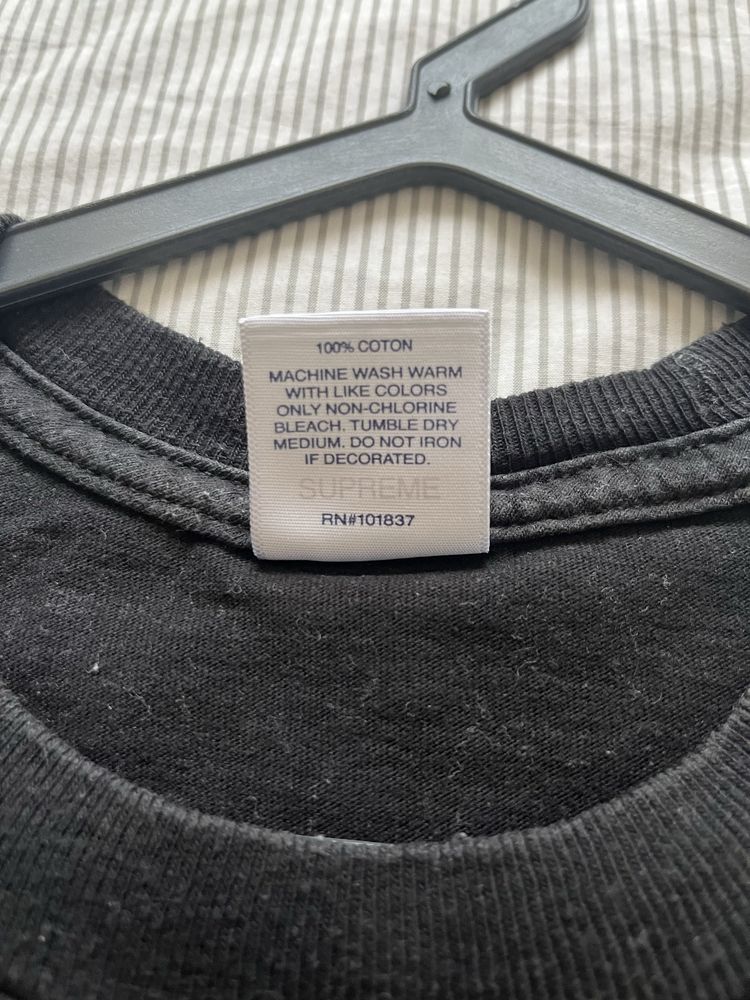 100% COTON
MACHINE WASH WARM
WITH LIKE COLORS
ONLY NON-CHLORINE
BLEACH. TUMBLE DRY
MEDIUM. DO NOT IRON
IF DECORATED.
SUPREME
RN#101837